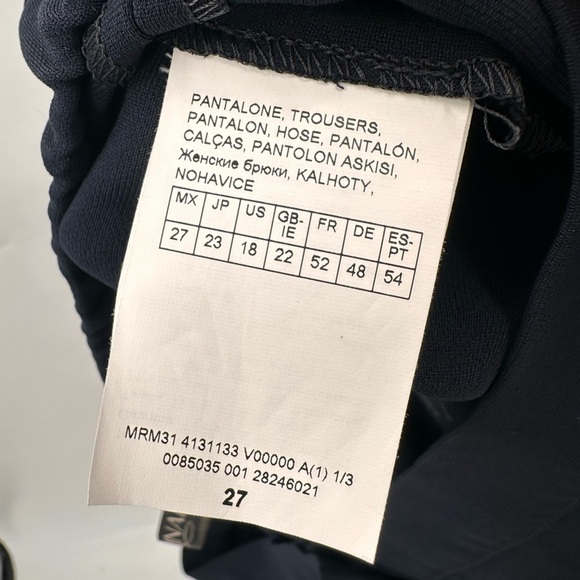 PANTALONE, TROUSERS,
PANTALON, HOSE, PANTALÓN,
CALÇAS, PANTOLON ASKISI,
Женские брюки, KALHOTY,
NOHAVICE
MX JP US GB-IE FR DE ES-PT
27 23 18 22 52 48 54
MRM31 4131133 V00000 A(1) 1/3
0085035 001 28246021
27